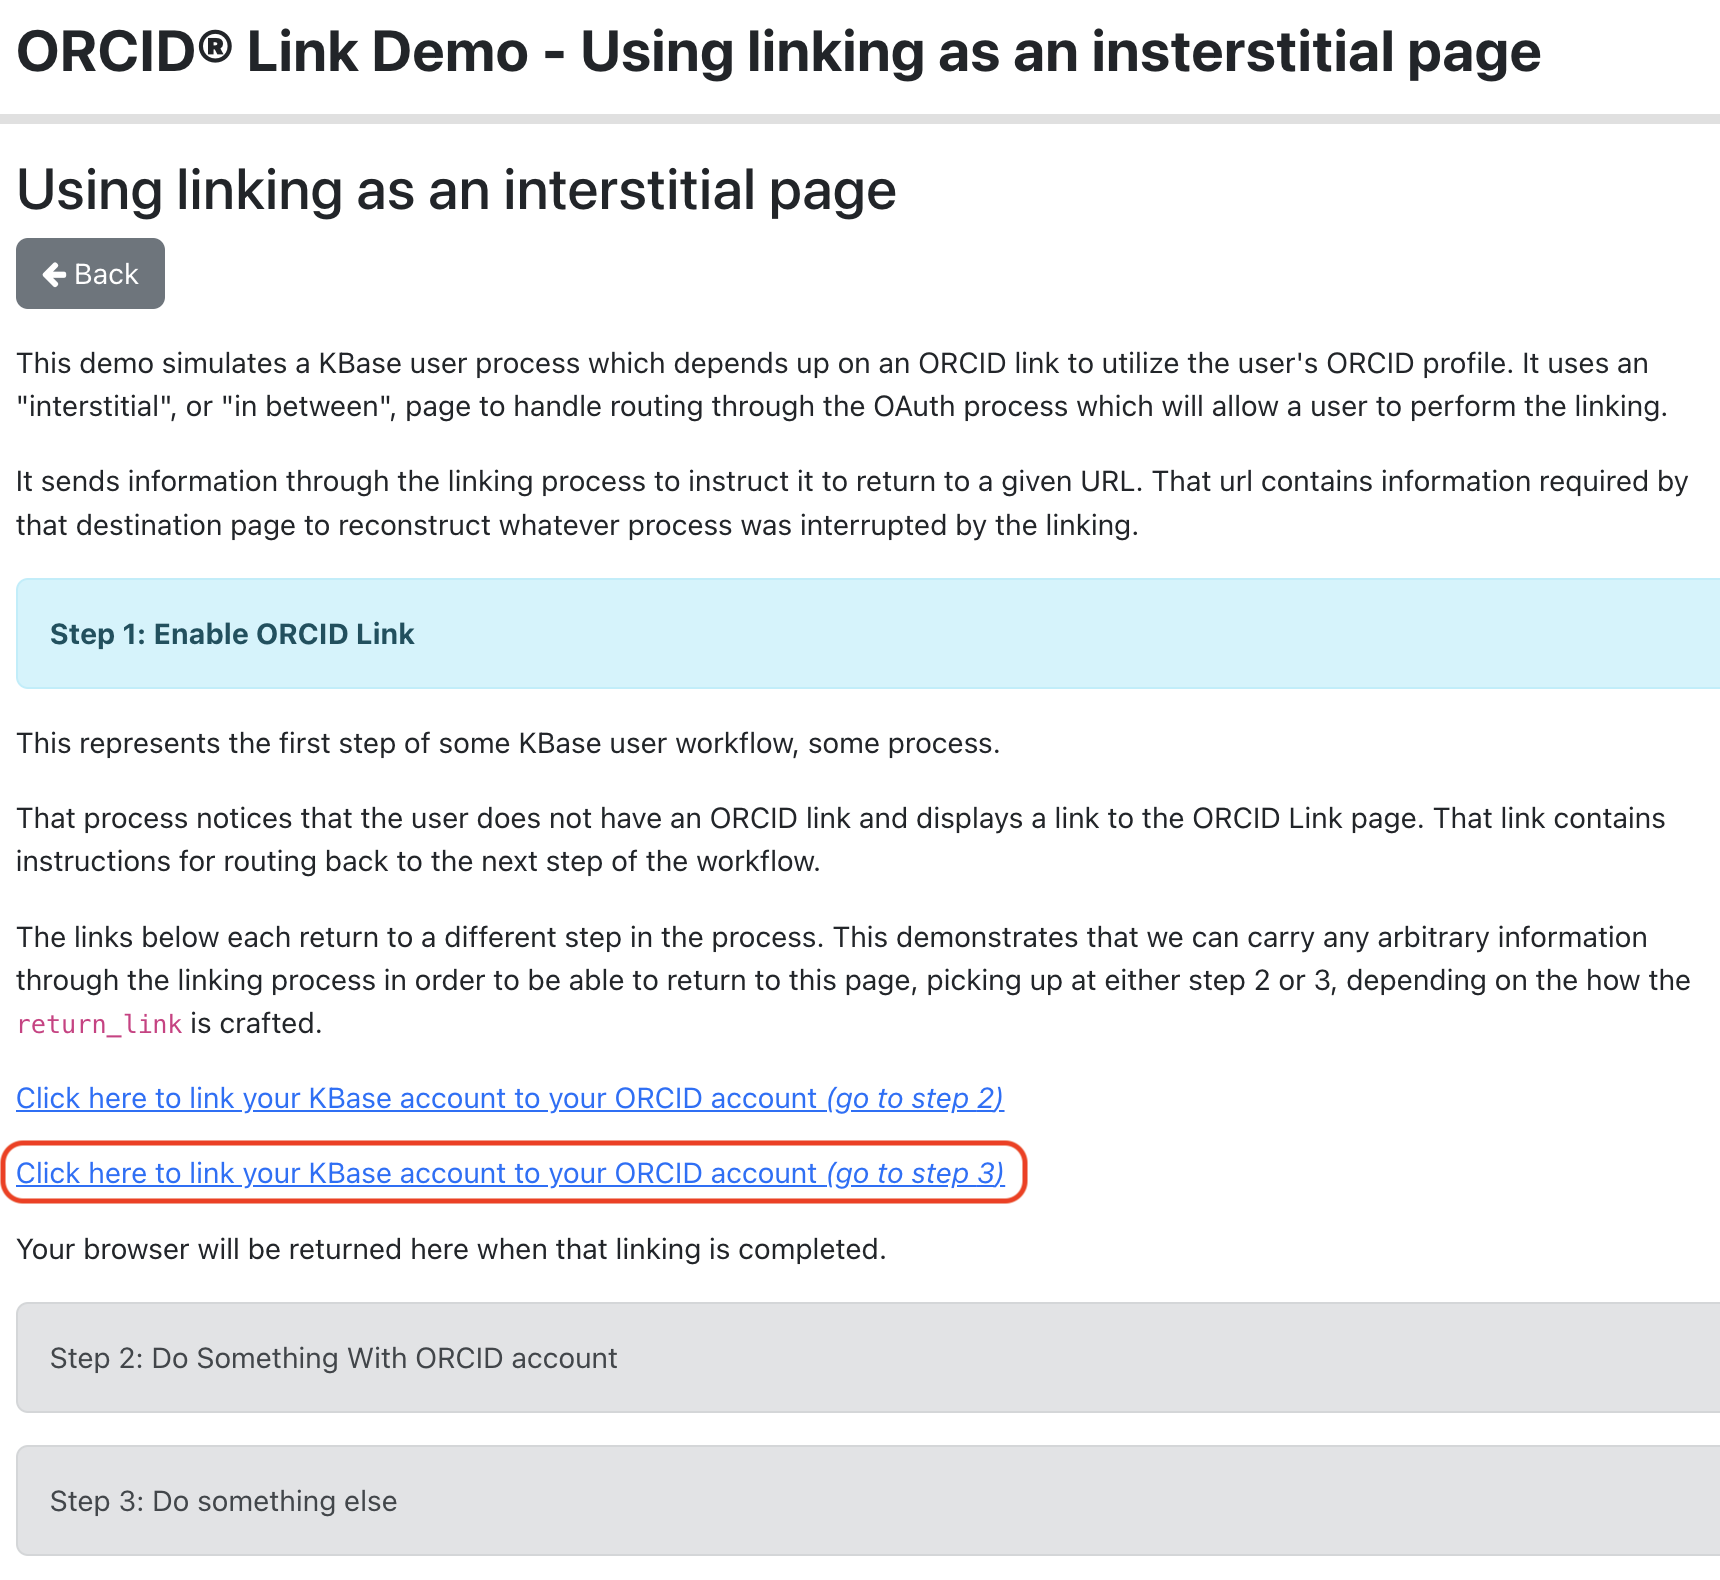 ORCID® Link Demo - Using linking as an insterstitial page
Using linking as an interstitial page
Back
This demo simulates a KBase user process which depends up on an ORCID link to utilize the user's ORCID profile. It uses an
"interstitial", or "in between", page to handle routing through the OAuth process which will allow a user to perform the linking.
It sends information through the linking process to instruct it to return to a given URL. That url contains information required by
that destination page to reconstruct whatever process was interrupted by the linking.
Step 1: Enable ORCID Link
This represents the first step of some KBase user workflow, some process.
That process notices that the user does not have an ORCID link and displays a link to the ORCID Link page. That link contains
instructions for routing back to the next step of the workflow.
The links below each return to a different step in the process. This demonstrates that we can carry any arbitrary information
through the linking process in order to be able to return to this page, picking up at either step 2 or 3, depending on the how the
return_link is crafted.
Click here to link your KBase account to your ORCID account (go to step 2)
Click here to link your KBase account to your ORCID account (go to step 3)
Your browser will be returned here when that linking is completed.
Step 2: Do Something With ORCID account
Step 3: Do something else